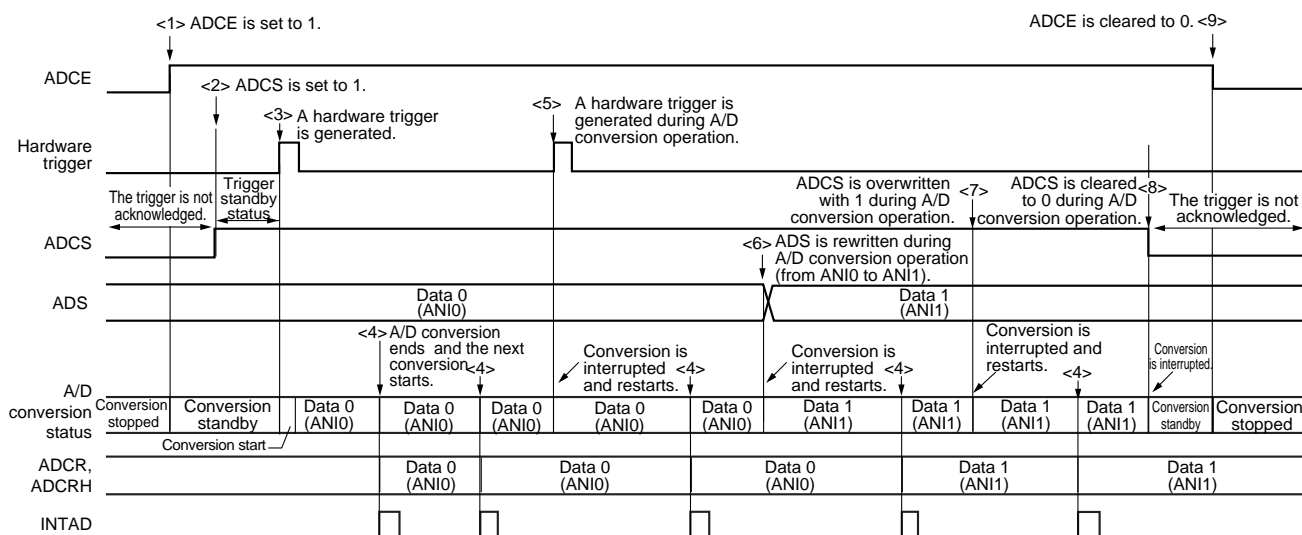 <1> ADCE is set to 1.
ADCE is cleared to 0. <9>
ADCE
<2> ADCS is set to 1.
<3> A hardware trigger
is generated.
<5> A hardware trigger is
generated during A/D
conversion operation.
Hardware
trigger
The trigger is not
acknowledged.
Trigger
standby
status
ADCS is overwritten
with 1 during A/D
conversion operation.
<7>
ADCS is cleared
to 0 during A/D
conversion operation.
<8>
The trigger is not
acknowledged.
ADCS
<6> ADS is rewritten during
A/D conversion operation
(from ANI0 to ANI1).
ADS
Data 0
(ANI0)
Data 1
(ANI1)
<4> A/D conversion
ends and the next
conversion
starts.
<4>
Conversion is
interrupted
and restarts.
<4>
Conversion is
interrupted
and restarts.
<4>
Conversion is
interrupted and
restarts.
<4>
Conversion
is interrupted.
A/D
conversion
status
Conversion
stopped
Conversion
standby
Conversion start
Data 0
(ANI0)
Data 0
(ANI0)
Data 0
(ANI0)
Data 0
(ANI0)
Data 0
(ANI0)
Data 1
(ANI1)
Data 1
(ANI1)
Data 1
(ANI1)
Data 1
(ANI1)
Conversion
standby
Conversion
stopped
ADCR,
ADCRH
Data 0
(ANI0)
Data 0
(ANI0)
Data 0
(ANI0)
Data 1
(ANI1)
Data 1
(ANI1)
INTAD